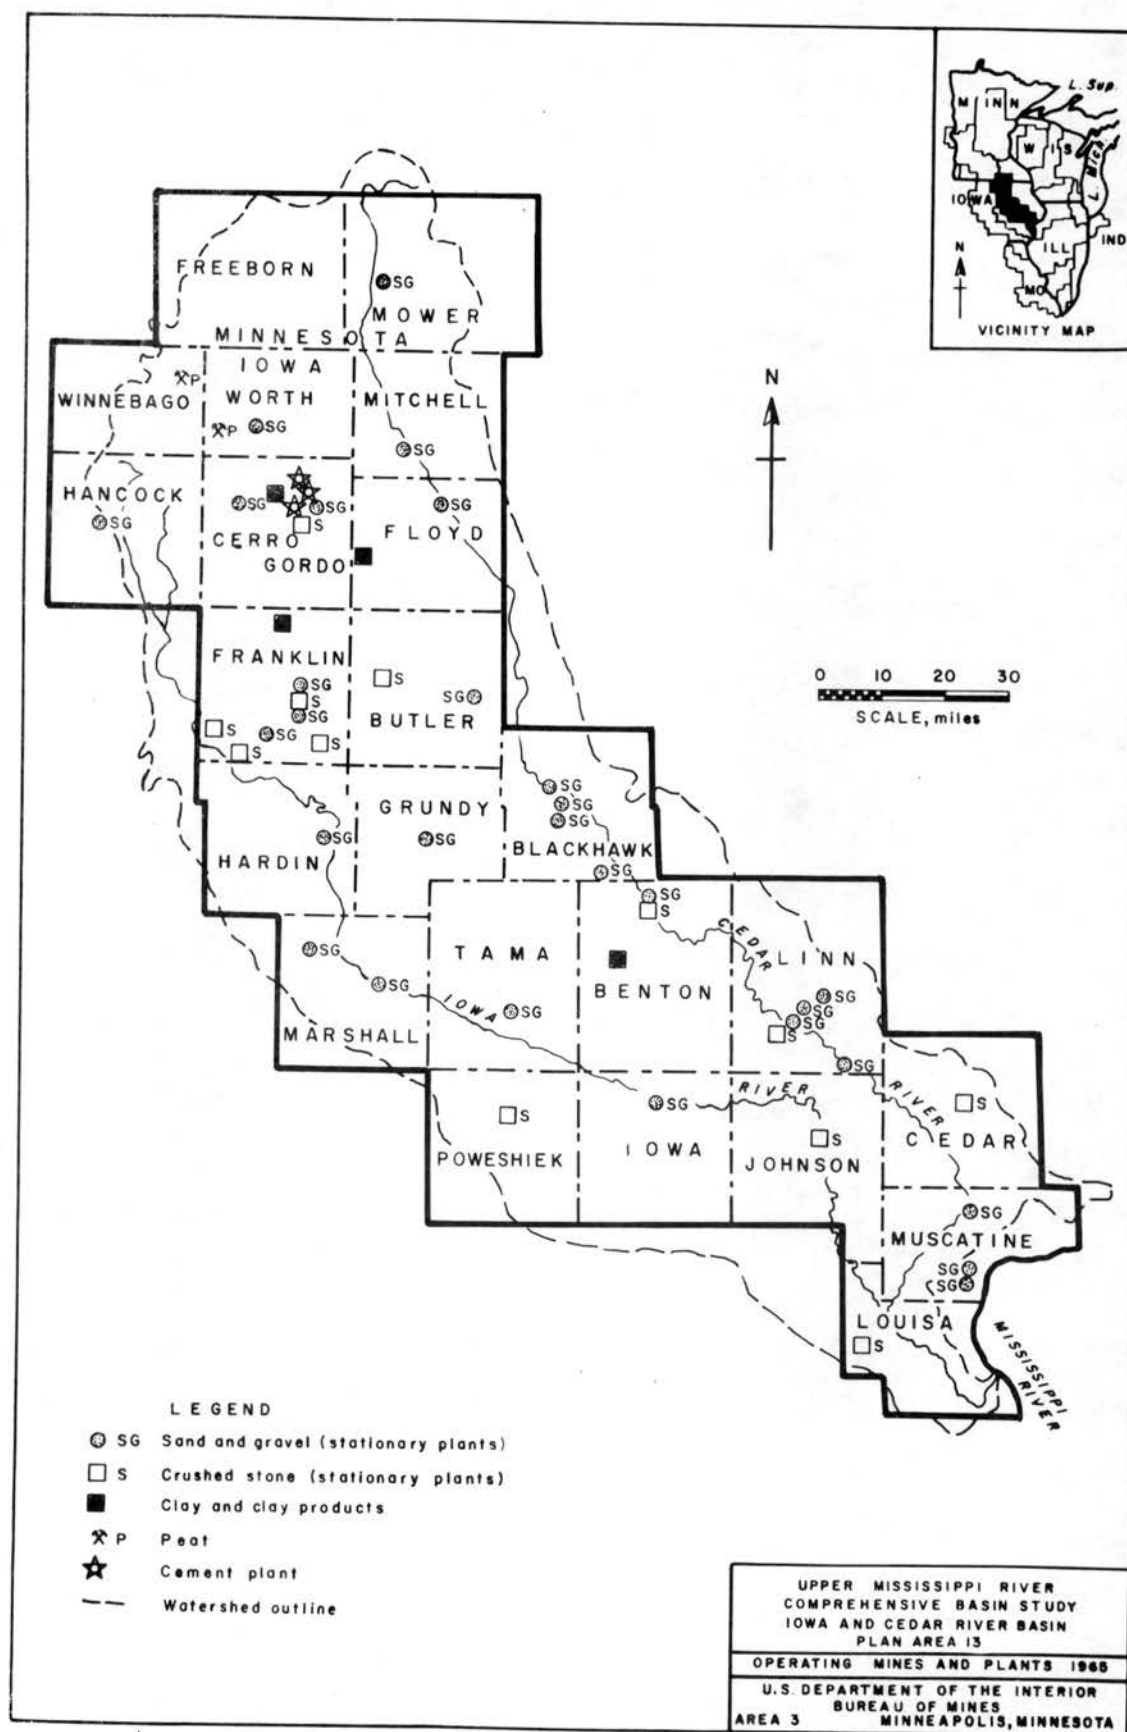 L. Sup.
MINN
WIS
L. Mich
IOWA
ILL
IND
N
MO
VICINITY MAP
FREEBORN
SG
MOWER
MINNESOTA
IOWA
N
P
WINNEBAGO
WORTH
MITCHELL
P
SG
SG
HANCOCK
SG
SG
SG
SG
S
FLOYD
CERRO
GORDO
FRANKLIN
SG
S
S
SG
SG
BUTLER
S
SG
S
S
0 10 20 30
SCALE, miles
SG
SG
SG
GRUNDY
SG
SG
BLACKHAWK
HARDIN
SG
SG
S
CEDAR
SG
TAMA
LINN
SG
IOWA
SG
BENTON
SG
SG
SG
S
MARSHALL
SG
RIVER
RIVER
S
SG
S
S
CEDAR
POWESHIEK
IOWA
JOHNSON
SG
MUSCATINE
SG
SG
LOUISA
S
MISSISSIPPI
RIVER
LEGEND
SG Sand and gravel (stationary plants)
S Crushed stone (stationary plants)
Clay and clay products
P Peat
Cement plant
Watershed outline
UPPER MISSISSIPPI RIVER
COMPREHENSIVE BASIN STUDY
IOWA AND CEDAR RIVER BASIN
PLAN AREA 13
OPERATING MINES AND PLANTS 1965
U.S. DEPARTMENT OF THE INTERIOR
BUREAU OF MINES
AREA 3 MINNEAPOLIS, MINNESOTA